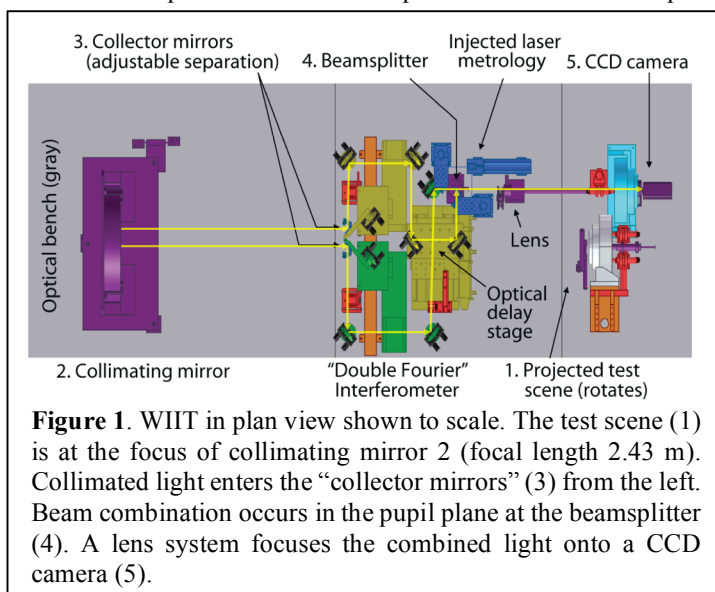 3. Collector mirrors
(adjustable separation)
4. Beamsplitter
Injected laser
metrology
5. CCD camera
Optical bench (gray)
Lens
Optical
delay
stage
2. Collimating mirror
“Double Fourier”
Interferometer
1. Projected test
scene (rotates)
Figure 1. WIIT in plan view shown to scale. The test scene (1)
is at the focus of collimating mirror 2 (focal length 2.43 m).
Collimated light enters the “collector mirrors” (3) from the left.
Beam combination occurs in the pupil plane at the beamsplitter
(4). A lens system focuses the combined light onto a CCD
camera (5).